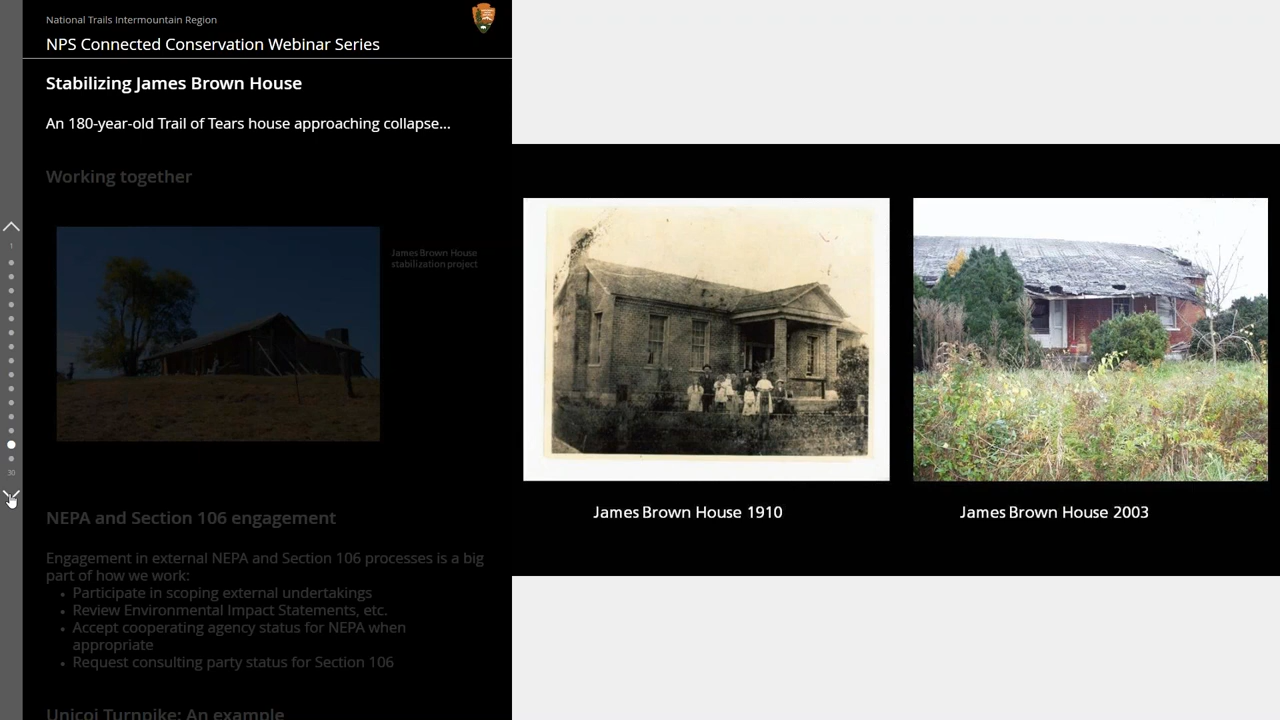 National Trails Intermountain Region
NPS Connected Conservation Webinar Series
Stabilizing James Brown House
An 180-year-old Trail of Tears house approaching collapse...
Working together
James Brown House
stabilization project
1
30
NEPA and Section 106 engagement
Engagement in external NEPA and Section 106 processes is a big
part of how we work:
• Participate in scoping external undertakings
• Review Environmental Impact Statements, etc.
• Accept cooperating agency status for NEPA when
appropriate
• Request consulting party status for Section 106
Unicoi Turnpike: An example
James Brown House 1910
James Brown House 2003